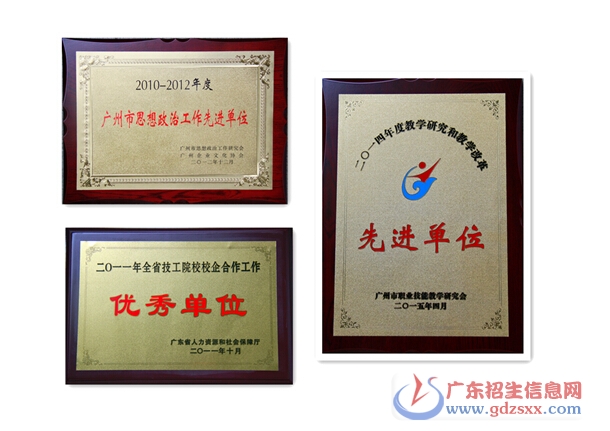 2010-2012年度
广州市思想政治工作先进单位
广州市思想政治工作研究会
广州企业文化协会
二〇一二年十二月
二〇一一年全省技工院校校企合作工作
优秀单位
广东省人力资源和社会保障厅
二〇一一年十月
二〇一四年度教学研究和教学改革
先进单位
广州市职业技能教学研究会
二〇一五年四月
广东招生信息网
www.gdzsxx.com